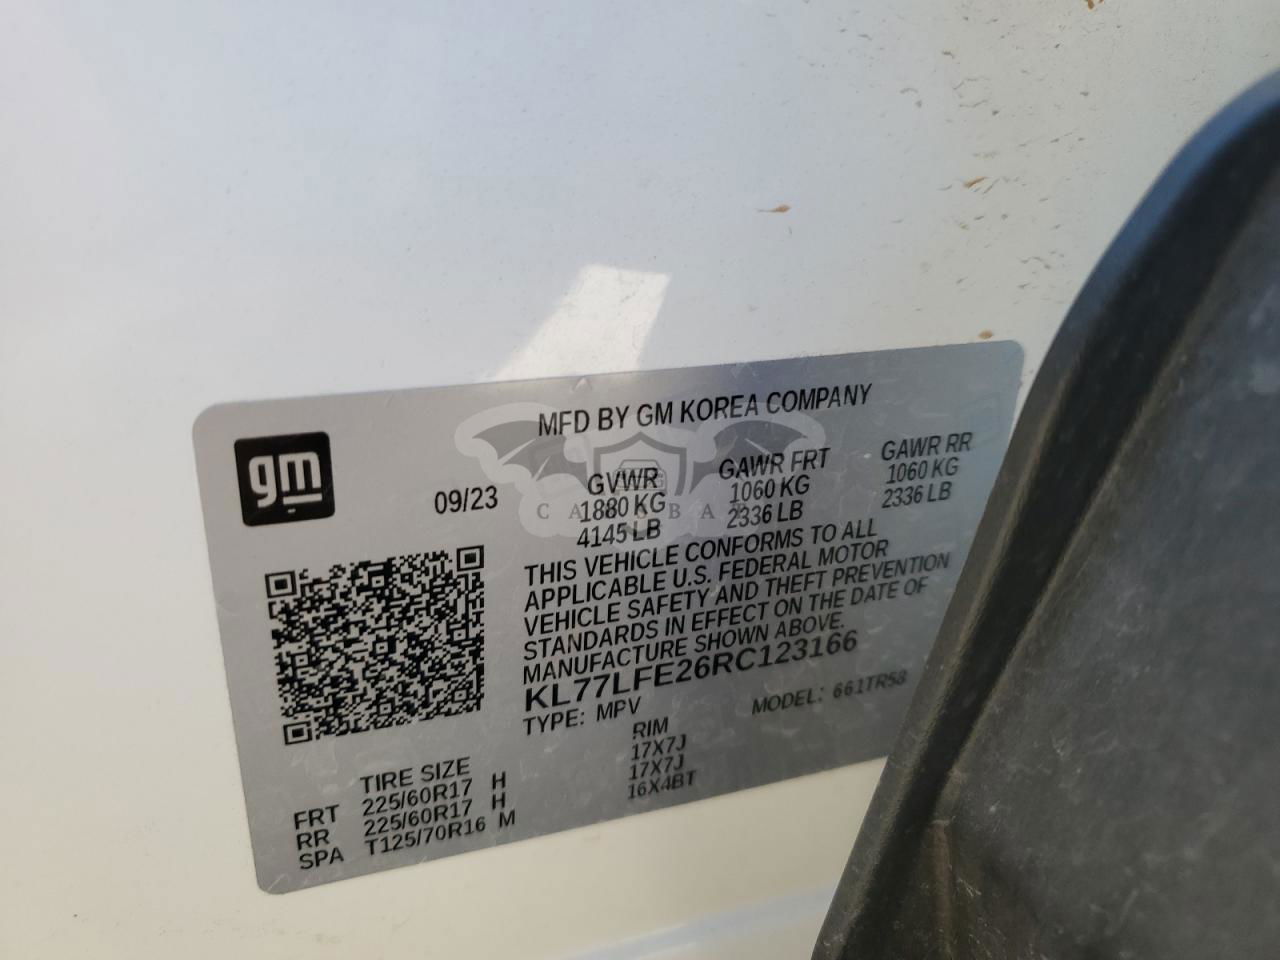 MFD BY GM KOREA COMPANY
gm
09/23
GVWR GAWR FRT GAWR RR
1880 KG 1060 KG 1060 KG
4145 LB 2336 LB 2336 LB
THIS VEHICLE CONFORMS TO ALL
APPLICABLE U.S. FEDERAL MOTOR
VEHICLE SAFETY AND THEFT PREVENTION
STANDARDS IN EFFECT ON THE DATE OF
MANUFACTURE SHOWN ABOVE.
KL77LFE26RC123166
TYPE: MPV MODEL: 661TR58
TIRE SIZE RIM
FRT 225/60R17 H 17X7J
RR 225/60R17 H 17X7J
SPA T125/70R16 M 16X4BT